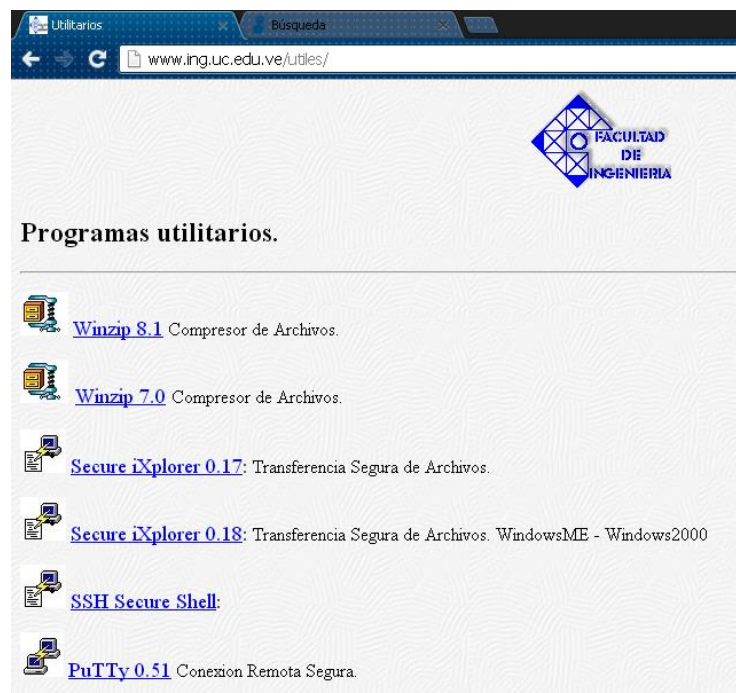 Utilitarios
Búsqueda
www.ing.uc.edu.ve/utiles/
FACULTAD
DE
INGENIERIA
Programas utilitarios.
Winzip 8.1 Compresor de Archivos.
Winzip 7.0 Compresor de Archivos.
Secure iXplorer 0.17: Transferencia Segura de Archivos.
Secure iXplorer 0.18: Transferencia Segura de Archivos. WindowsME - Windows2000
SSH Secure Shell:
PuTTy 0.51 Conexion Remota Segura.